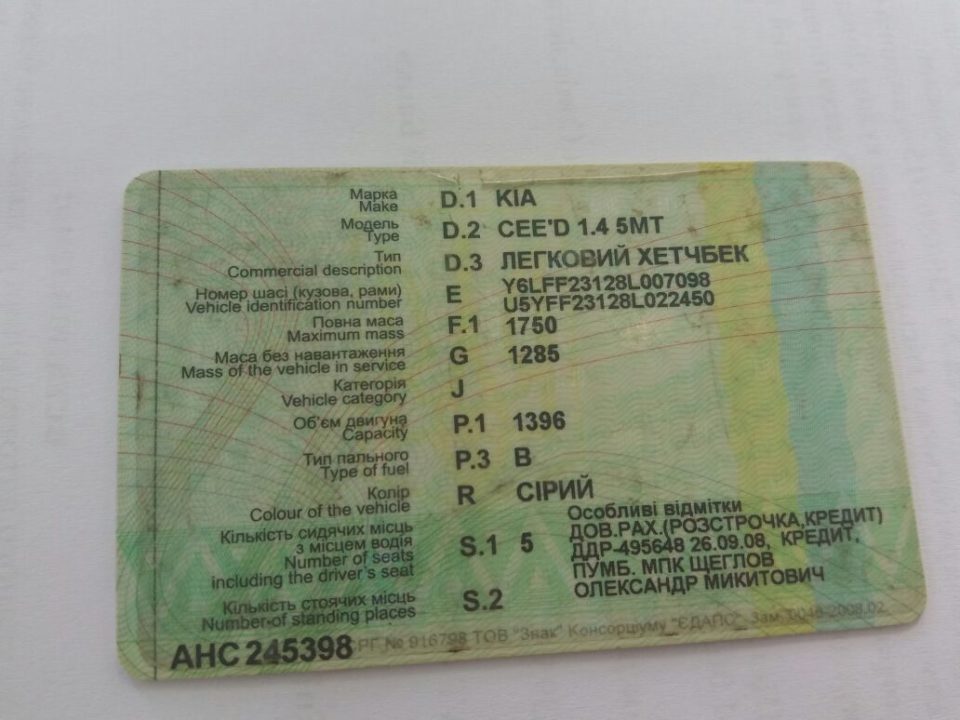 Марка
Make D.1 KIA
Модель
Type D.2 CEE'D 1.4 5MT
Тип
Commercial description D.3 ЛЕГКОВИЙ ХЕТЧБЕК
Номер шасі (кузова, рами) E Y6LFF23128L007098
Vehicle identification number U5YFF23128L022450
Повна маса
Maximum mass F.1 1750
Маса без навантаження
Mass of the vehicle in service G 1285
Категорія
Vehicle category J
Об'єм двигуна
Capacity P.1 1396
Тип пального
Type of fuel P.3 B
Колір
Colour of the vehicle R СІРИЙ
Кількість сидячих місць
з місцем водія
Number of seats
including the driver's seat S.1 5
Особливі відмітки
ДОВ.РАХ.(РОЗСТРОЧКА,КРЕДИТ)
ДДР-495648 26.09.08, КРЕДИТ,
ПУМБ. МПК ЩЕГЛОВ
ОЛЕКСАНДР МИКИТОВИЧ
Кількість стоячих місць
Number of standing places S.2
АНС 245398
№ 916798 ТОВ "Знак" Консорціуму "ЄДАПС" Зам.